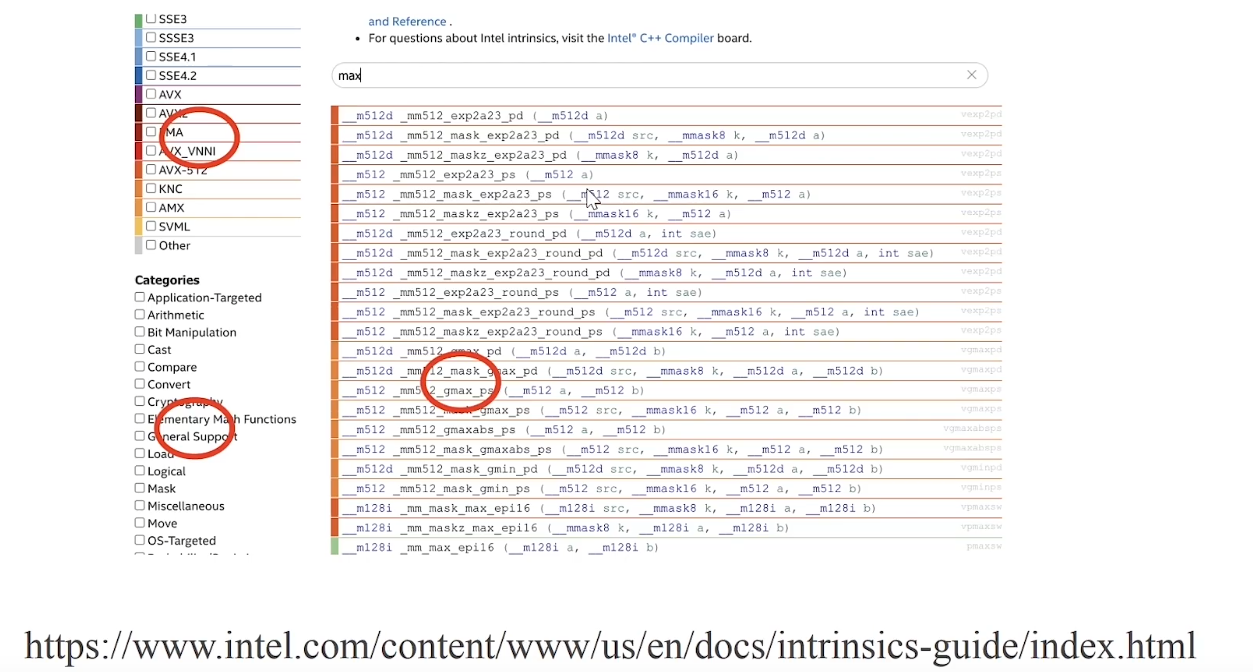 SSE3
SSSE3
SSE4.1
SSE4.2
AVX
AVX2
FMA
AVX_VNNI
AVX-512
KNC
AMX
SVML
Other
Categories
Application-Targeted
Arithmetic
Bit Manipulation
Cast
Compare
Convert
Cryptography
Elementary Math Functions
General Support
Load
Logical
Mask
Miscellaneous
Move
OS-Targeted
and Reference .
• For questions about Intel intrinsics, visit the Intel® C++ Compiler board.
max
__m512d _mm512_exp2a23_pd (__m512d a) vexp2pd
__m512d _mm512_mask_exp2a23_pd (__m512d src, __mmask8 k, __m512d a) vexp2pd
__m512d _mm512_maskz_exp2a23_pd (__mmask8 k, __m512d a) vexp2pd
__m512 _mm512_exp2a23_ps (__m512 a) vexp2ps
__m512 _mm512_mask_exp2a23_ps (__m512 src, __mmask16 k, __m512 a) vexp2ps
__m512 _mm512_maskz_exp2a23_ps (__mmask16 k, __m512 a) vexp2ps
__m512d _mm512_exp2a23_round_pd (__m512d a, int sae) vexp2pd
__m512d _mm512_mask_exp2a23_round_pd (__m512d src, __mmask8 k, __m512d a, int sae) vexp2pd
__m512d _mm512_maskz_exp2a23_round_pd (__mmask8 k, __m512d a, int sae) vexp2pd
__m512 _mm512_exp2a23_round_ps (__m512 a, int sae) vexp2ps
__m512 _mm512_mask_exp2a23_round_ps (__m512 src, __mmask16 k, __m512 a, int sae) vexp2ps
__m512 _mm512_maskz_exp2a23_round_ps (__mmask16 k, __m512 a, int sae) vexp2ps
__m512d _mm512_gmax_pd (__m512d a, __m512d b) vgmaxpd
__m512d _mm512_mask_gmax_pd (__m512d src, __mmask8 k, __m512d a, __m512d b) vgmaxpd
__m512 _mm512_gmax_ps (__m512 a, __m512 b) vgmaxps
__m512 _mm512_mask_gmax_ps (__m512 src, __mmask16 k, __m512 a, __m512 b) vgmaxps
__m512 _mm512_gmaxabs_ps (__m512 a, __m512 b) vgmaxabsps
__m512 _mm512_mask_gmaxabs_ps (__m512 src, __mmask16 k, __m512 a, __m512 b) vgmaxabsps
__m512d _mm512_mask_gmin_pd (__m512d src, __mmask8 k, __m512d a, __m512d b) vgminpd
__m512 _mm512_mask_gmin_ps (__m512 src, __mmask16 k, __m512 a, __m512 b) vgminps
__m128i _mm_mask_max_epi16 (__m128i src, __mmask8 k, __m128i a, __m128i b) vpmaxsw
__m128i _mm_maskz_max_epi16 (__mmask8 k, __m128i a, __m128i b) vpmaxsw
__m128i _mm_max_epi16 (__m128i a, __m128i b) pmaxsw
https://www.intel.com/content/www/us/en/docs/intrinsics-guide/index.html